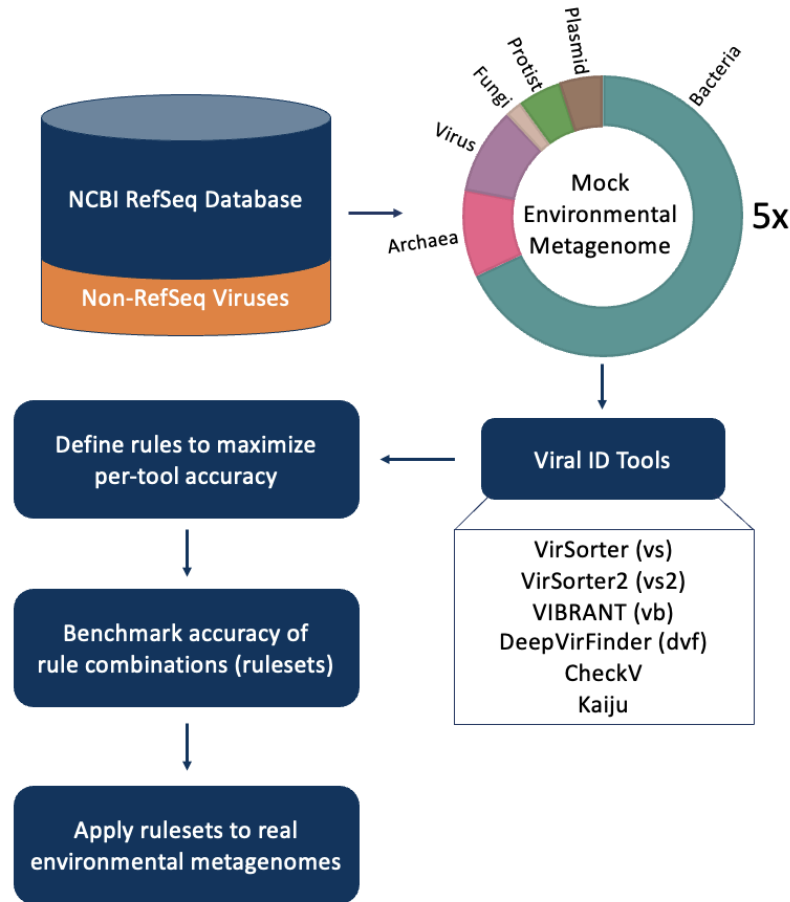 NCBI RefSeq Database
Non-RefSeq Viruses
Archaea
Virus
Fungi
Protist
Plasmid
Bacteria
Mock
Environmental
Metagenome
5x
Viral ID Tools
VirSorter (vs)
VirSorter2 (vs2)
VIBRANT (vb)
DeepVirFinder (dvf)
CheckV
Kaiju
Define rules to maximize
per-tool accuracy
Benchmark accuracy of
rule combinations (rulesets)
Apply rulesets to real
environmental metagenomes